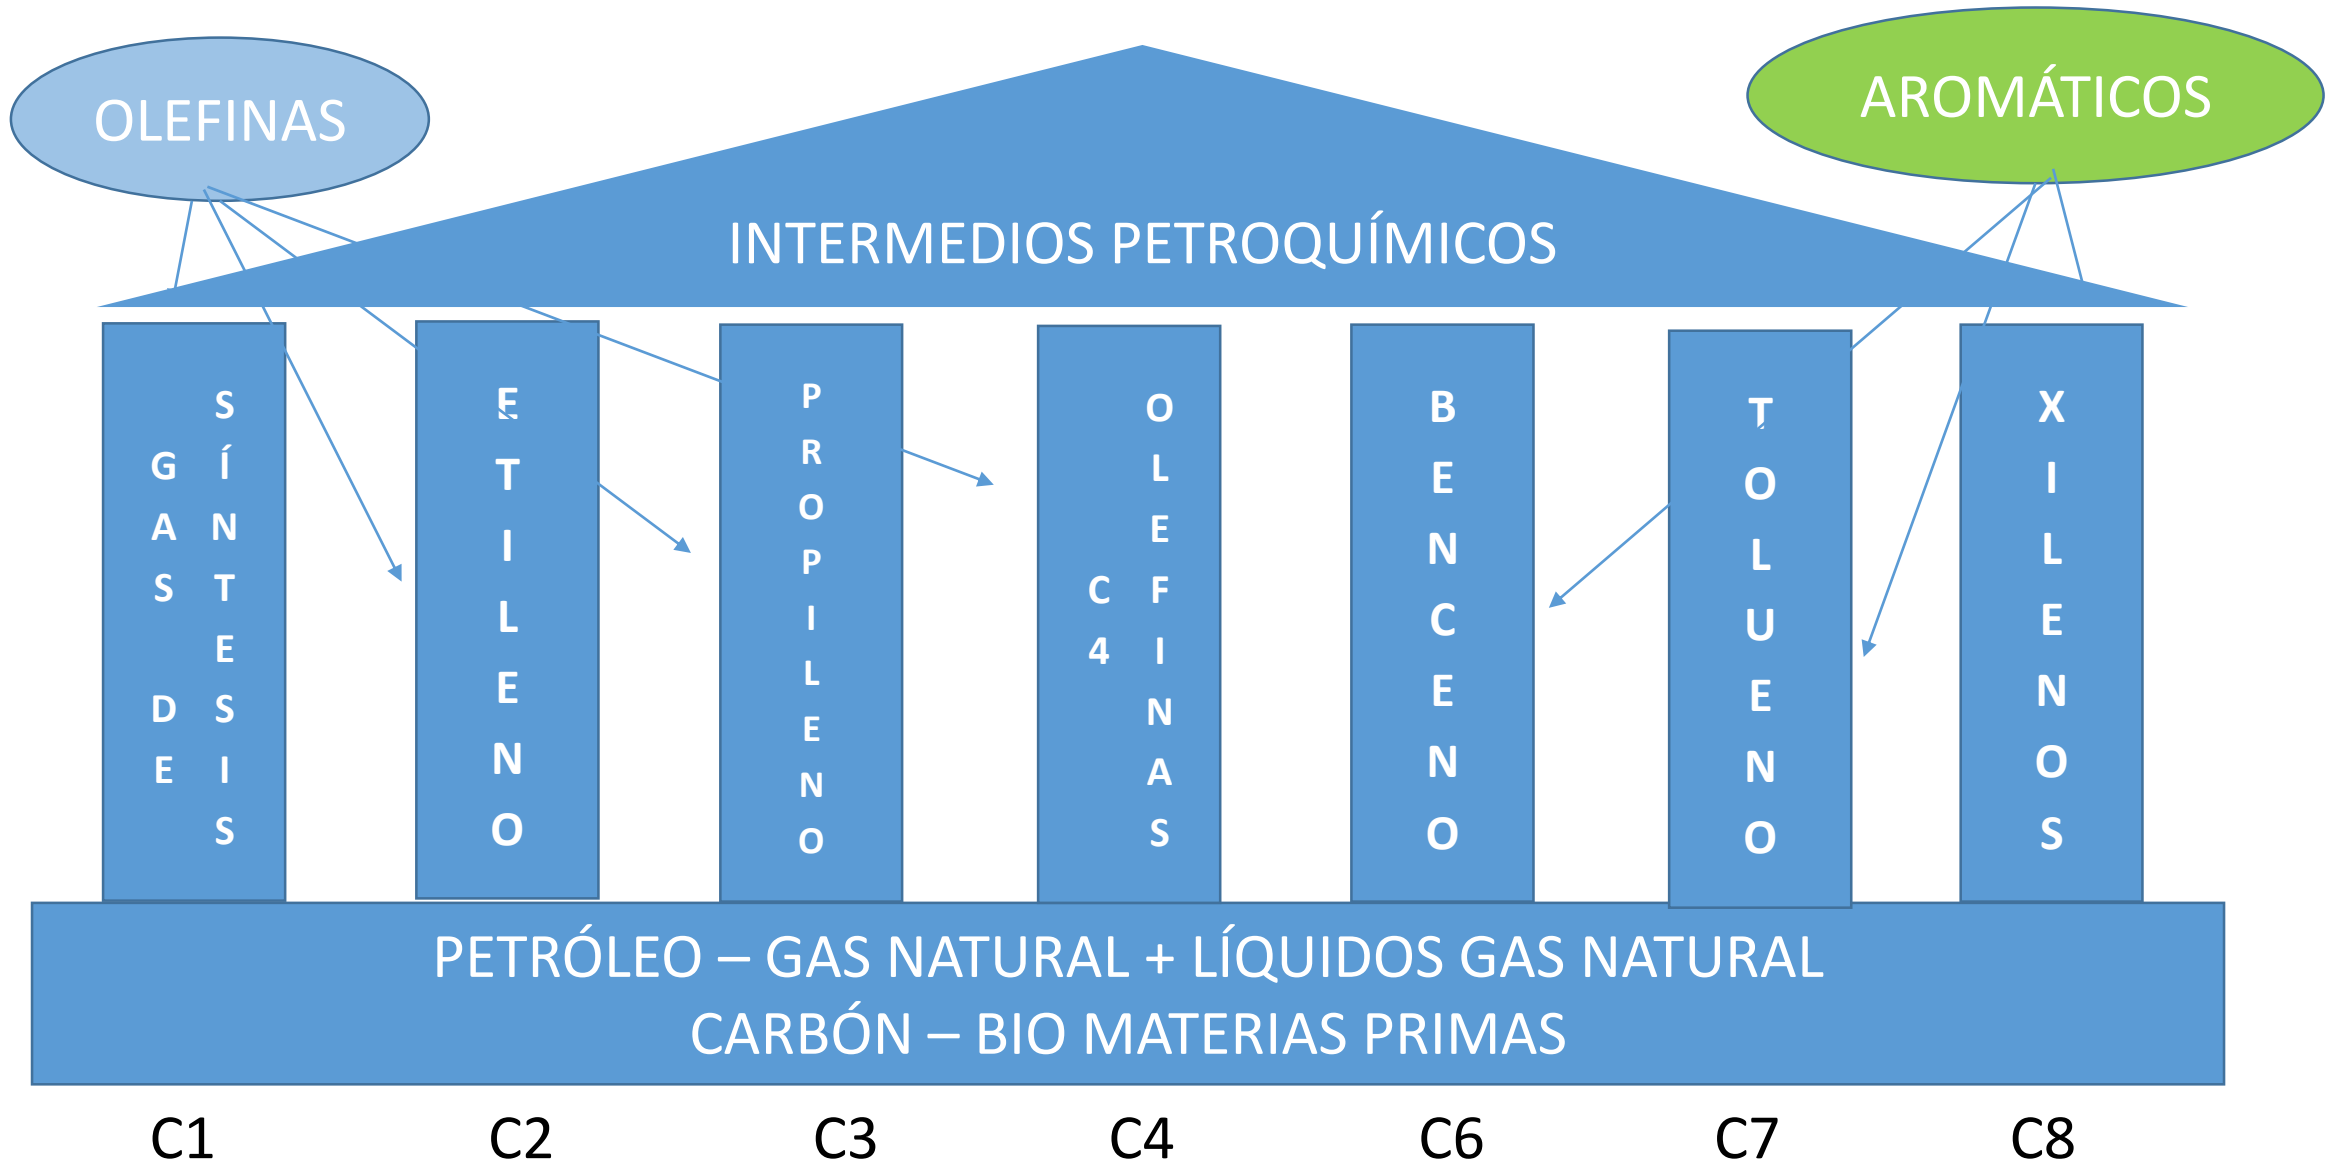 OLEFINAS
AROMÁTICOS
INTERMEDIOS PETROQUÍMICOS
GAS DE
SÍNTESIS
ETILENO
PROPILENO
C4
OLEFINAS
BENCENO
TOLUENO
XILENOS
PETRÓLEO – GAS NATURAL + LÍQUIDOS GAS NATURAL
CARBÓN – BIO MATERIAS PRIMAS
C1
C2
C3
C4
C6
C7
C8